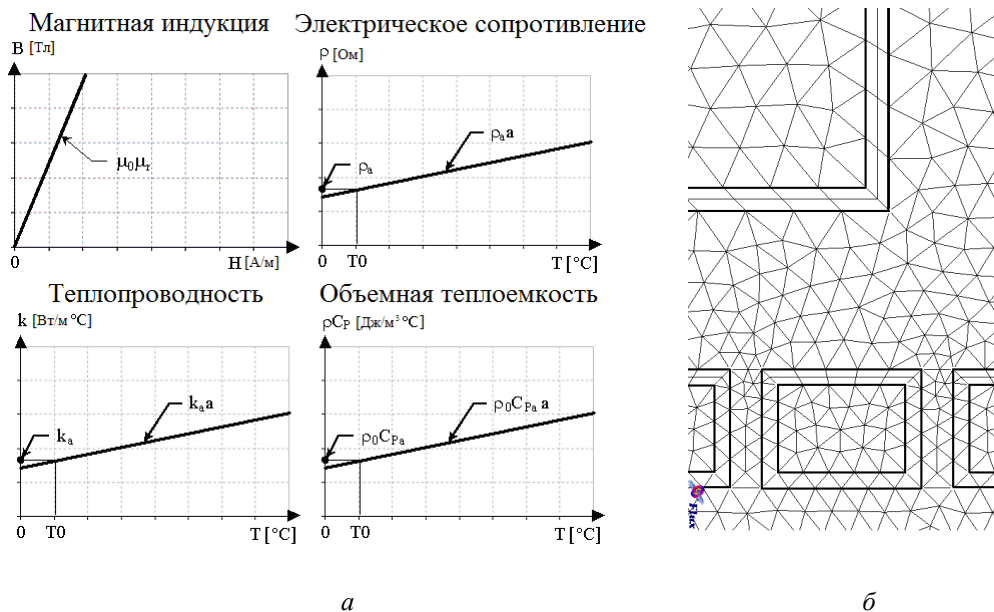 Магнитная индукция
B [Тл]
μ₀μᵣ
0
H [А/м]
Электрическое сопротивление
ρ [Ом]
ρₐ a
ρₐ
0 T0 T [°C]
Теплопроводность
k [Вт/м °C]
kₐ a
kₐ
0 T0 T [°C]
Объемная теплоемкость
ρCₚ [Дж/м³ °C]
ρ₀Cₚₐ a
ρ₀Cₚₐ
0 T0 T [°C]
Flux
а
б